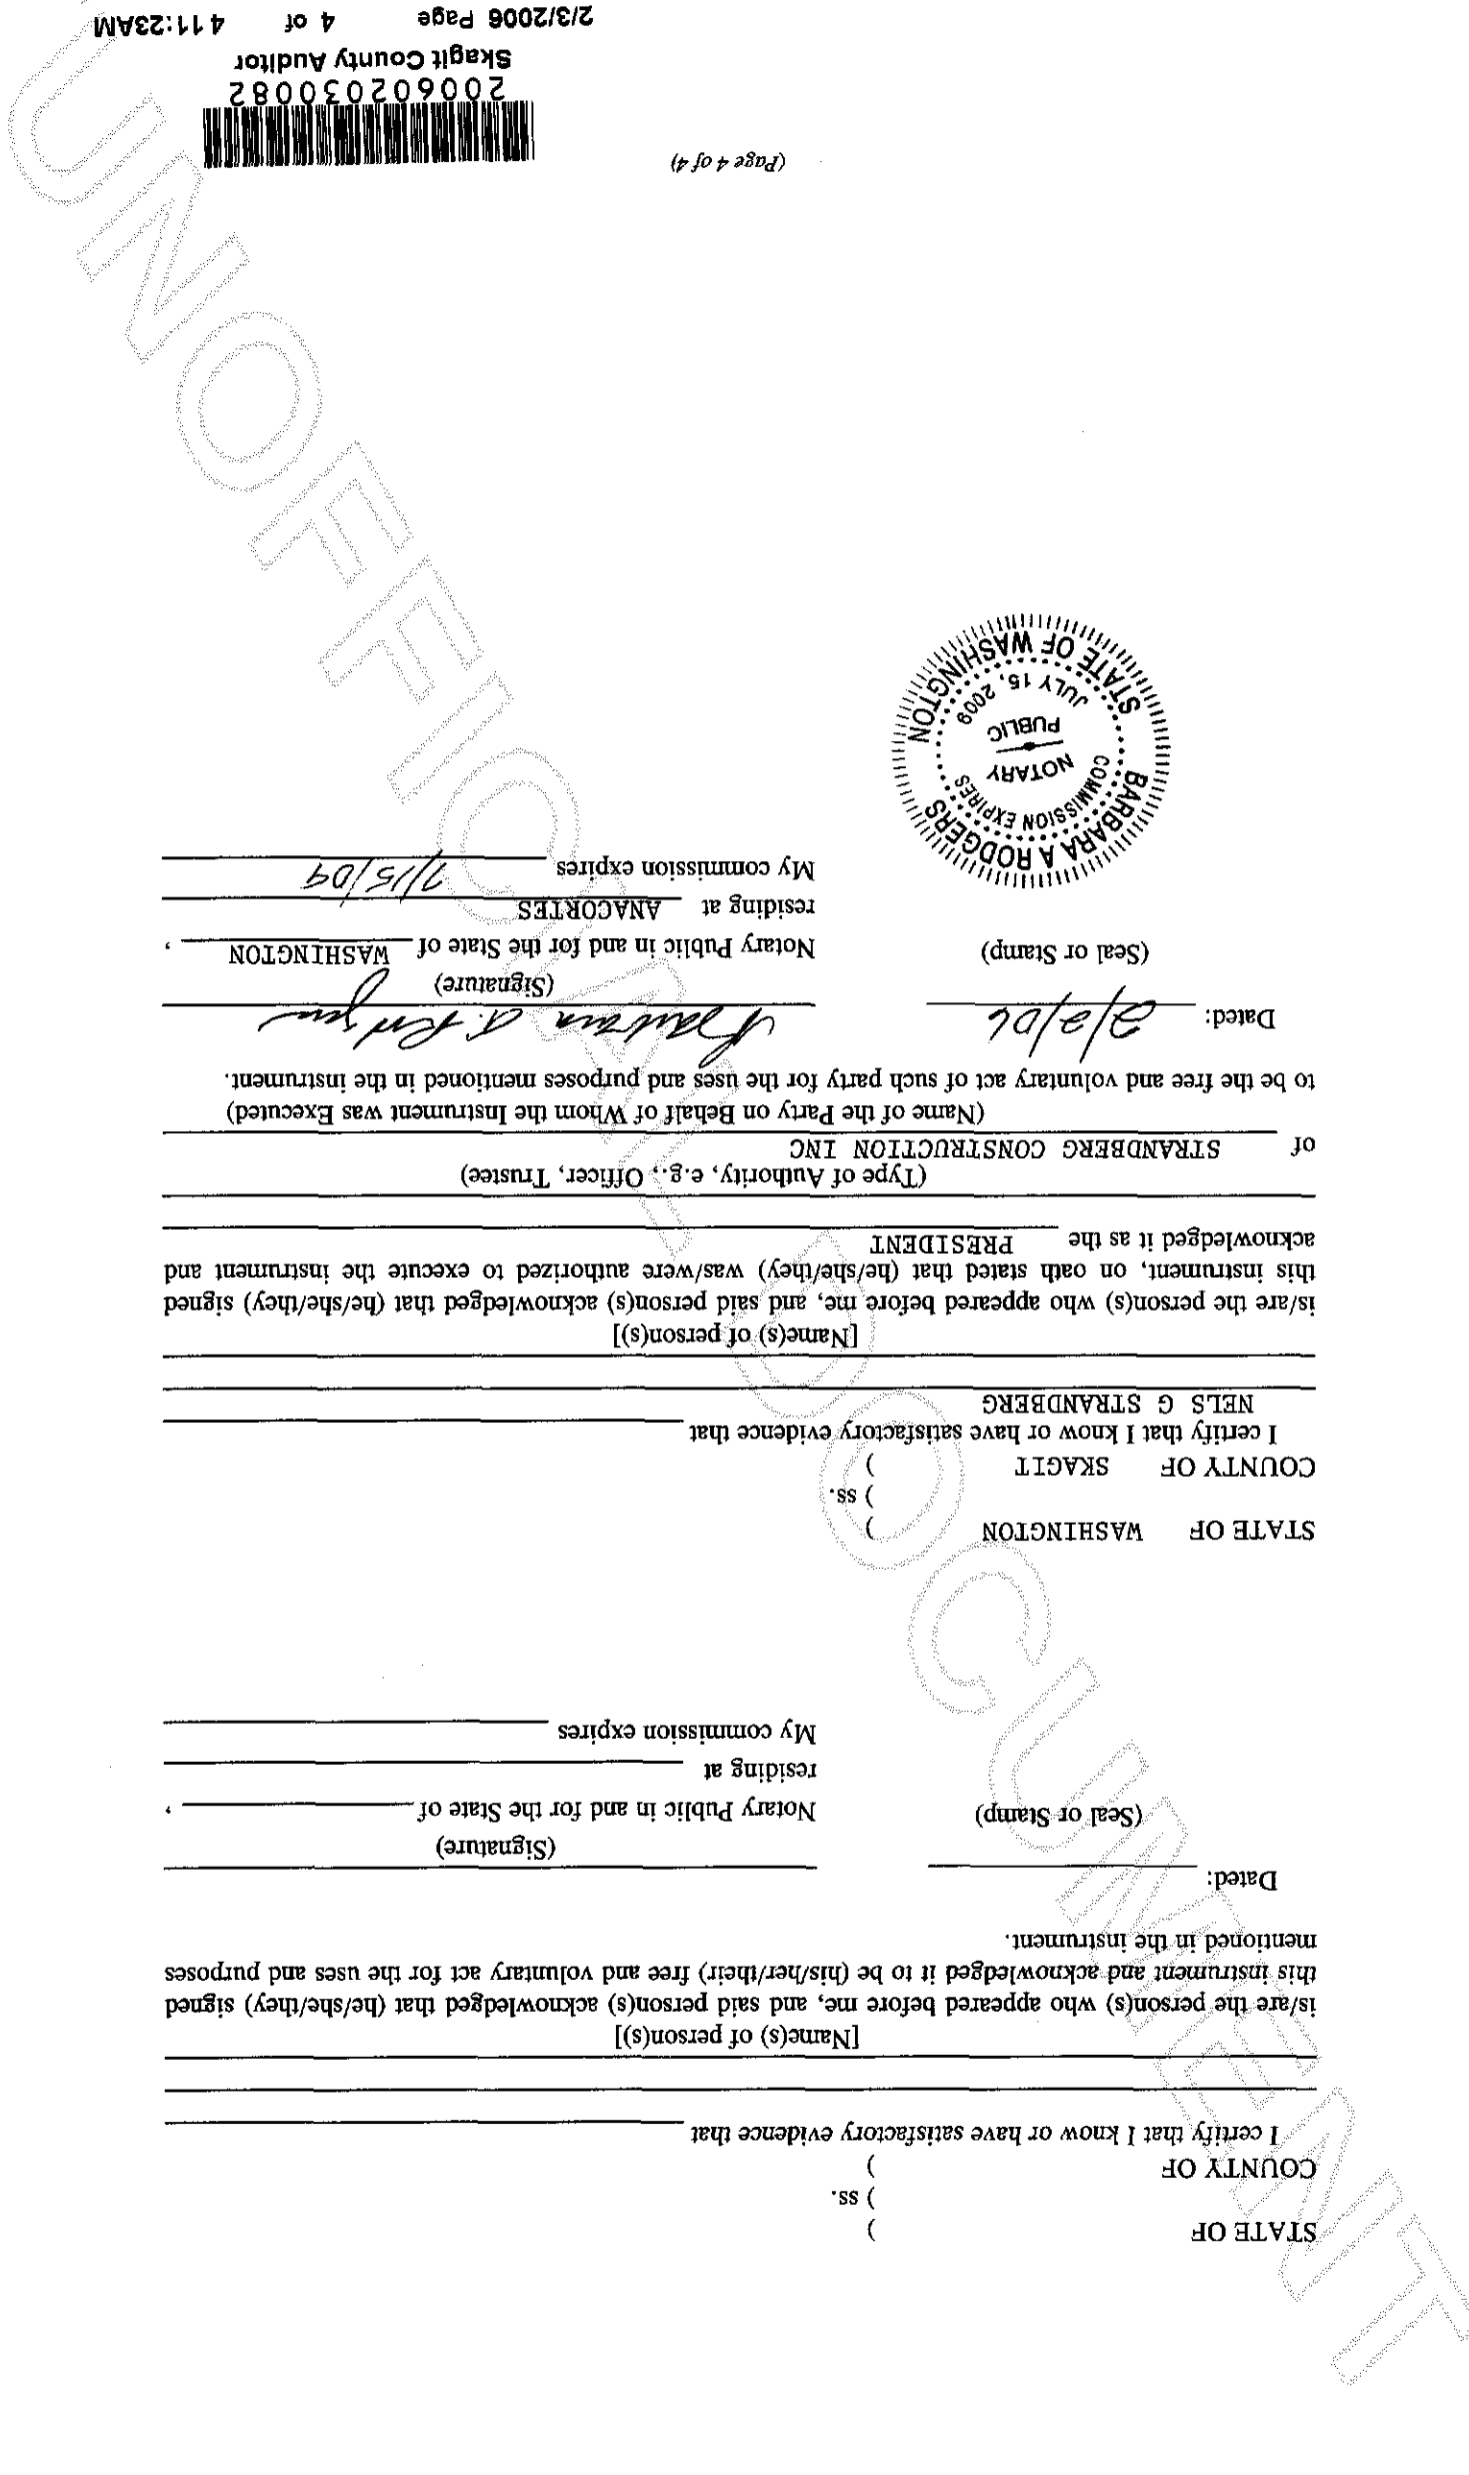 STATE OF )
) ss.
COUNTY OF )
I certify that I know or have satisfactory evidence that
[Name(s) of person(s)]
is/are the person(s) who appeared before me, and said person(s) acknowledged that (he/she/they) signed
this instrument and acknowledged it to be (his/her/their) free and voluntary act for the uses and purposes
mentioned in the instrument.
Dated:
(Signature)
(Seal or Stamp) Notary Public in and for the State of ,
residing at
My commission expires
STATE OF WASHINGTON )
) ss.
COUNTY OF SKAGIT )
I certify that I know or have satisfactory evidence that
NELS G STRANDBERG
[Name(s) of person(s)]
is/are the person(s) who appeared before me, and said person(s) acknowledged that (he/she/they) signed
this instrument, on oath stated that (he/she/they) was/were authorized to execute the instrument and
acknowledged it as the PRESIDENT
(Type of Authority, e.g., Officer, Trustee)
of STRANDBERG CONSTRUCTION INC
(Name of the Party on Behalf of Whom the Instrument was Executed)
to be the free and voluntary act of such party for the uses and purposes mentioned in the instrument.
Dated: 2/2/06 Barbara A. Rodgers
(Signature)
(Seal or Stamp) Notary Public in and for the State of WASHINGTON ,
residing at ANACORTES
My commission expires 7/15/09
BARBARA A RODGERS
COMMISSION EXPIRES
NOTARY
PUBLIC
JULY 15, 2009
STATE OF WASHINGTON
(Page 4 of 4)
200602030082
Skagit County Auditor
2/3/2006 Page 4 of 4 11:23AM
UNOFFICIAL DOCUMENT